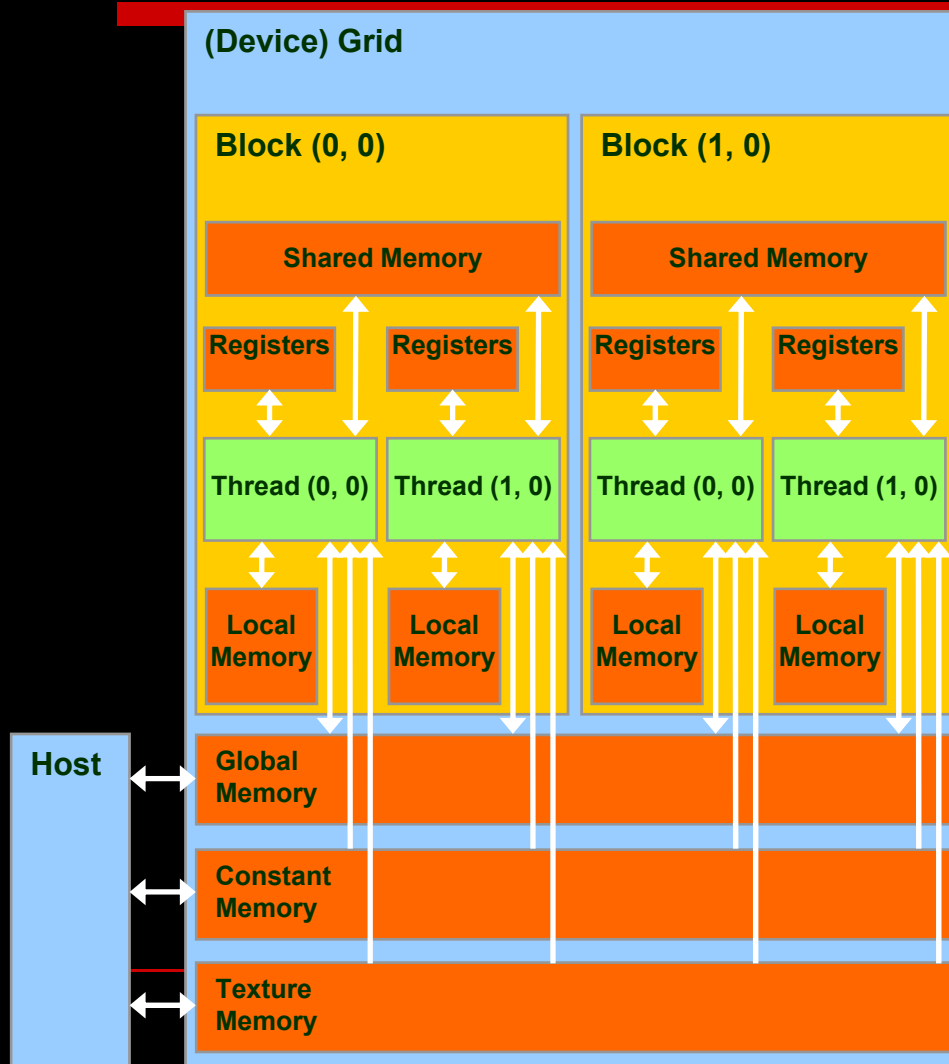 (Device) Grid
Block (0, 0)
Block (1, 0)
Shared Memory
Shared Memory
Registers
Registers
Registers
Registers
Thread (0, 0)
Thread (1, 0)
Thread (0, 0)
Thread (1, 0)
Local
Memory
Local
Memory
Local
Memory
Local
Memory
Host
Global
Memory
Constant
Memory
Texture
Memory